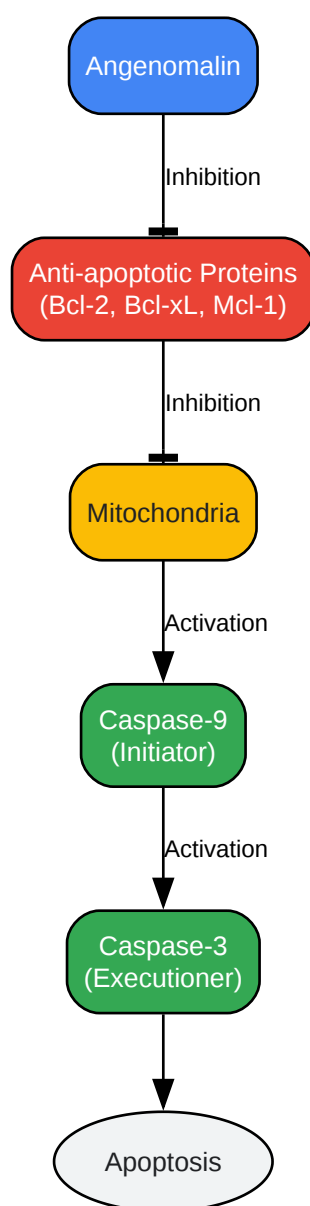 Angenomalin
Inhibition
Anti-apoptotic Proteins
(Bcl-2, Bcl-xL, Mcl-1)
Inhibition
Mitochondria
Activation
Caspase-9
(Initiator)
Activation
Caspase-3
(Executioner)
Apoptosis